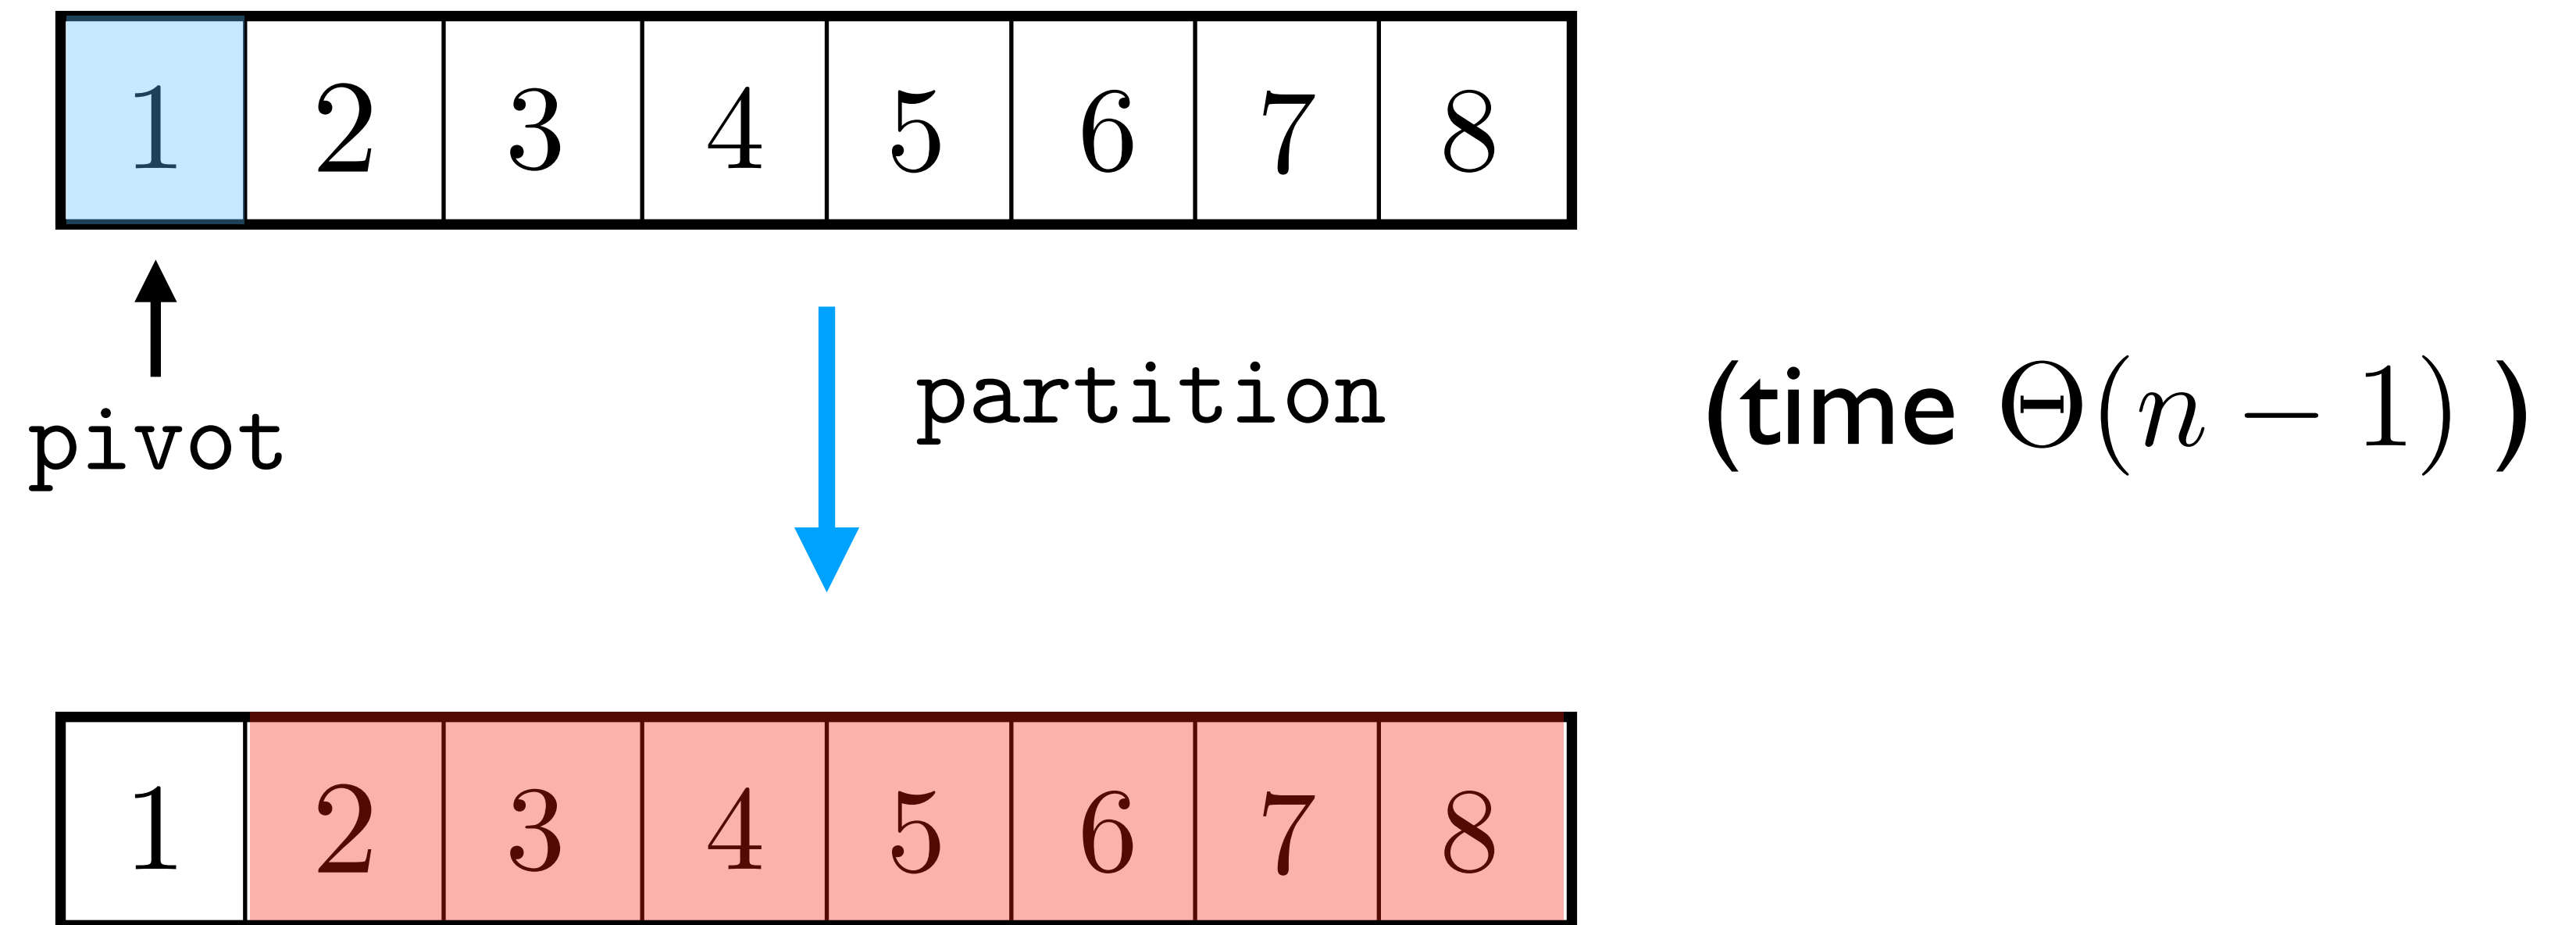 1 2 3 4 5 6 7 8
pivot
partition
(time Θ(n − 1) )
1 2 3 4 5 6 7 8